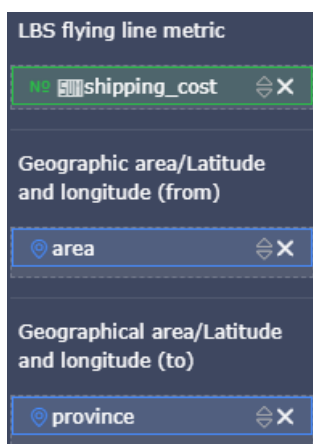 LBS flying line metric
Nº SUM shipping_cost
Geographic area/Latitude
and longitude (from)
area
Geographical area/Latitude
and longitude (to)
province